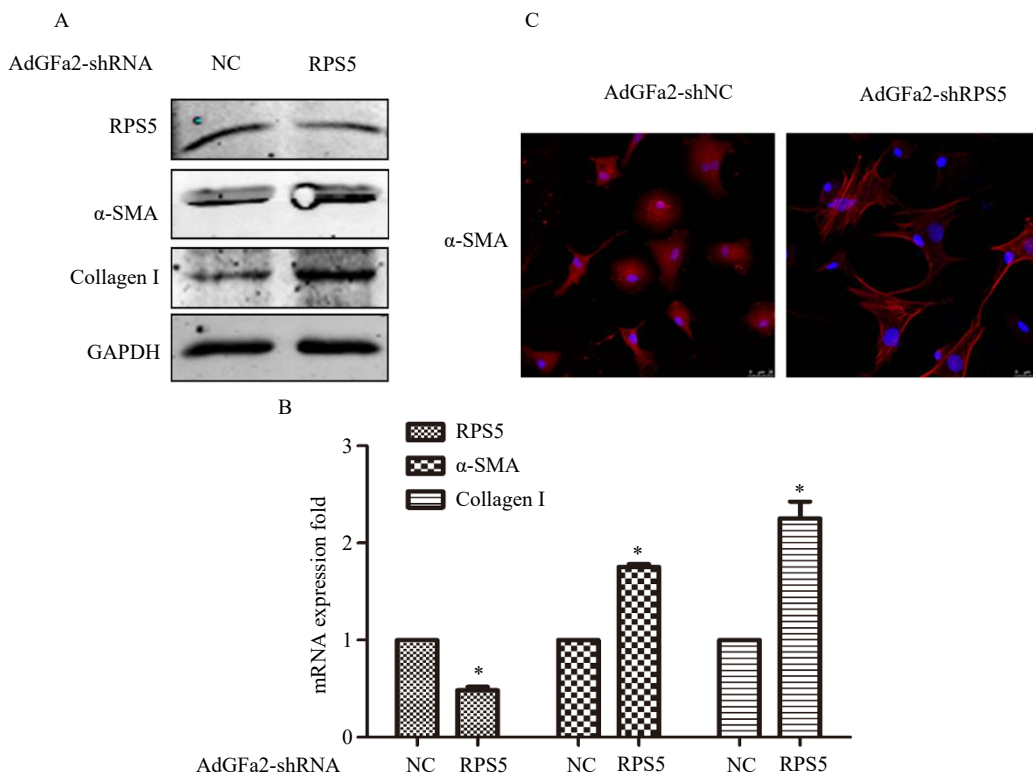 A
AdGFa2-shRNA NC RPS5
RPS5
α-SMA
Collagen I
GAPDH
C
AdGFa2-shNC AdGFa2-shRPS5
α-SMA
B
RPS5
α-SMA
Collagen I
mRNA expression fold
3
2
1
0
*
*
*
AdGFa2-shRNA NC RPS5 NC RPS5 NC RPS5